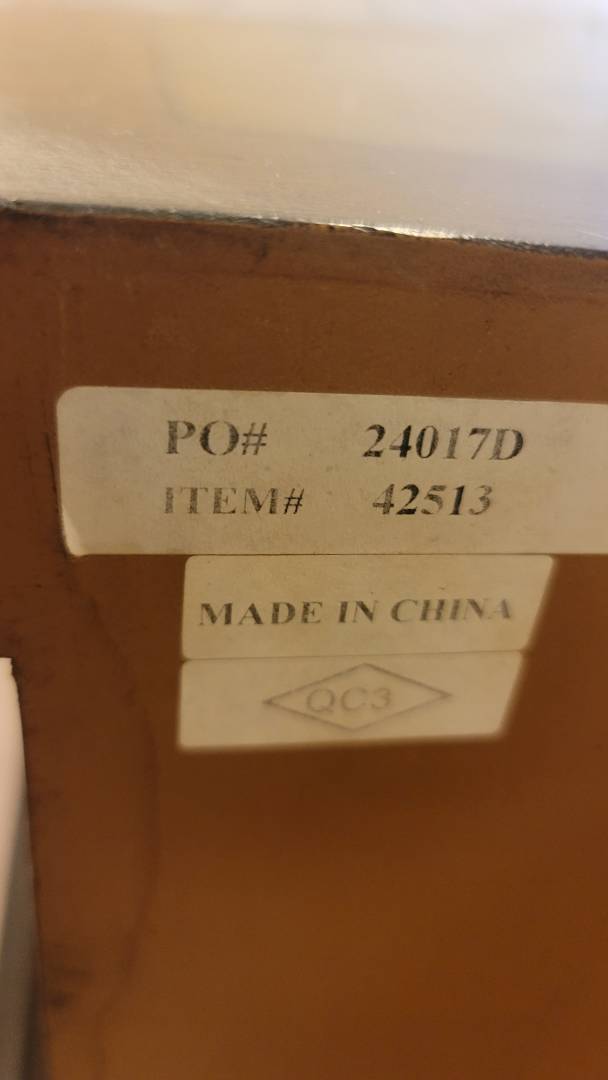 PO# 24017D
ITEM# 42513
MADE IN CHINA
QC3